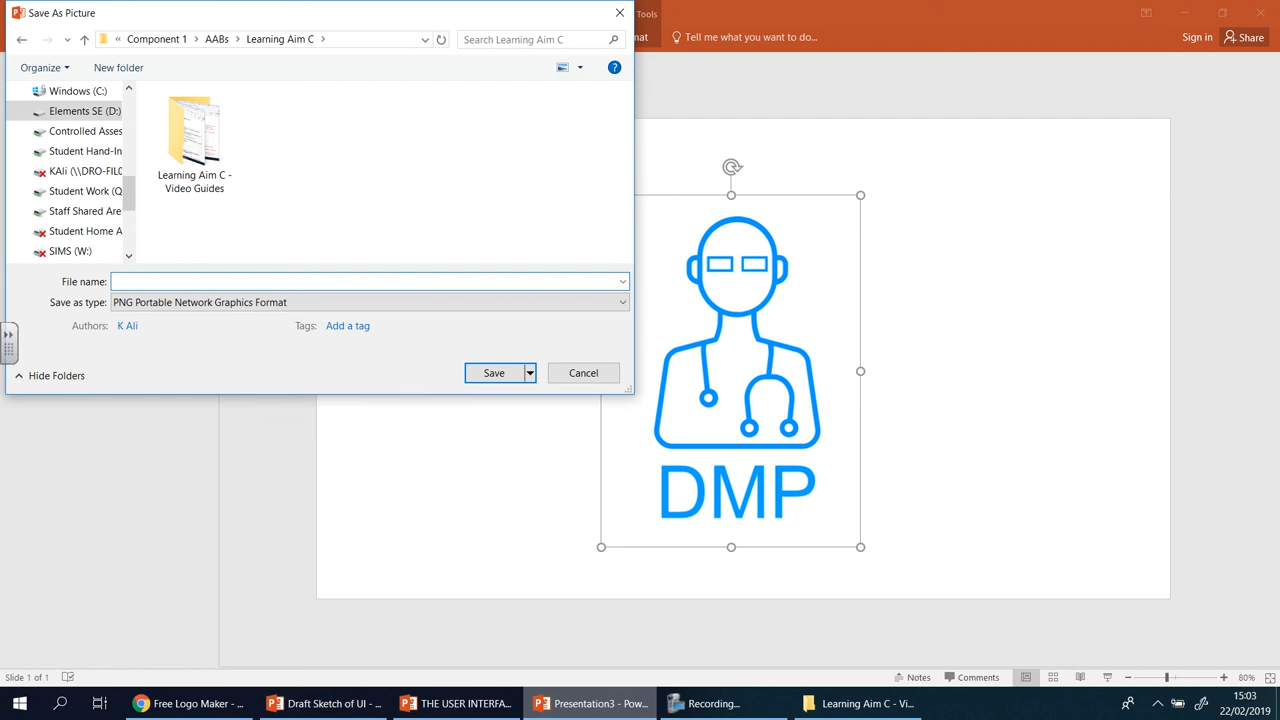 Save As Picture
Tools
« Component 1 > AABs > Learning Aim C >
Search Learning Aim C
mat
Tell me what you want to do...
Sign in
Share
Organize
New folder
Windows (C:)
Elements SE (D:)
Controlled Asses
Student Hand-In
KAli (\\DRO-FIL0
Student Work (Q
Staff Shared Are
Student Home A
SIMS (W:)
Learning Aim C -
Video Guides
File name:
Save as type: PNG Portable Network Graphics Format
Authors: K Ali
Tags: Add a tag
Hide Folders
Save
Cancel
DMP
Slide 1 of 1
Notes
Comments
80%
Free Logo Maker - ...
Draft Sketch of UI - ...
THE USER INTERFA...
Presentation3 - Pow...
Recording...
Learning Aim C - Vi...
15:03
22/02/2019